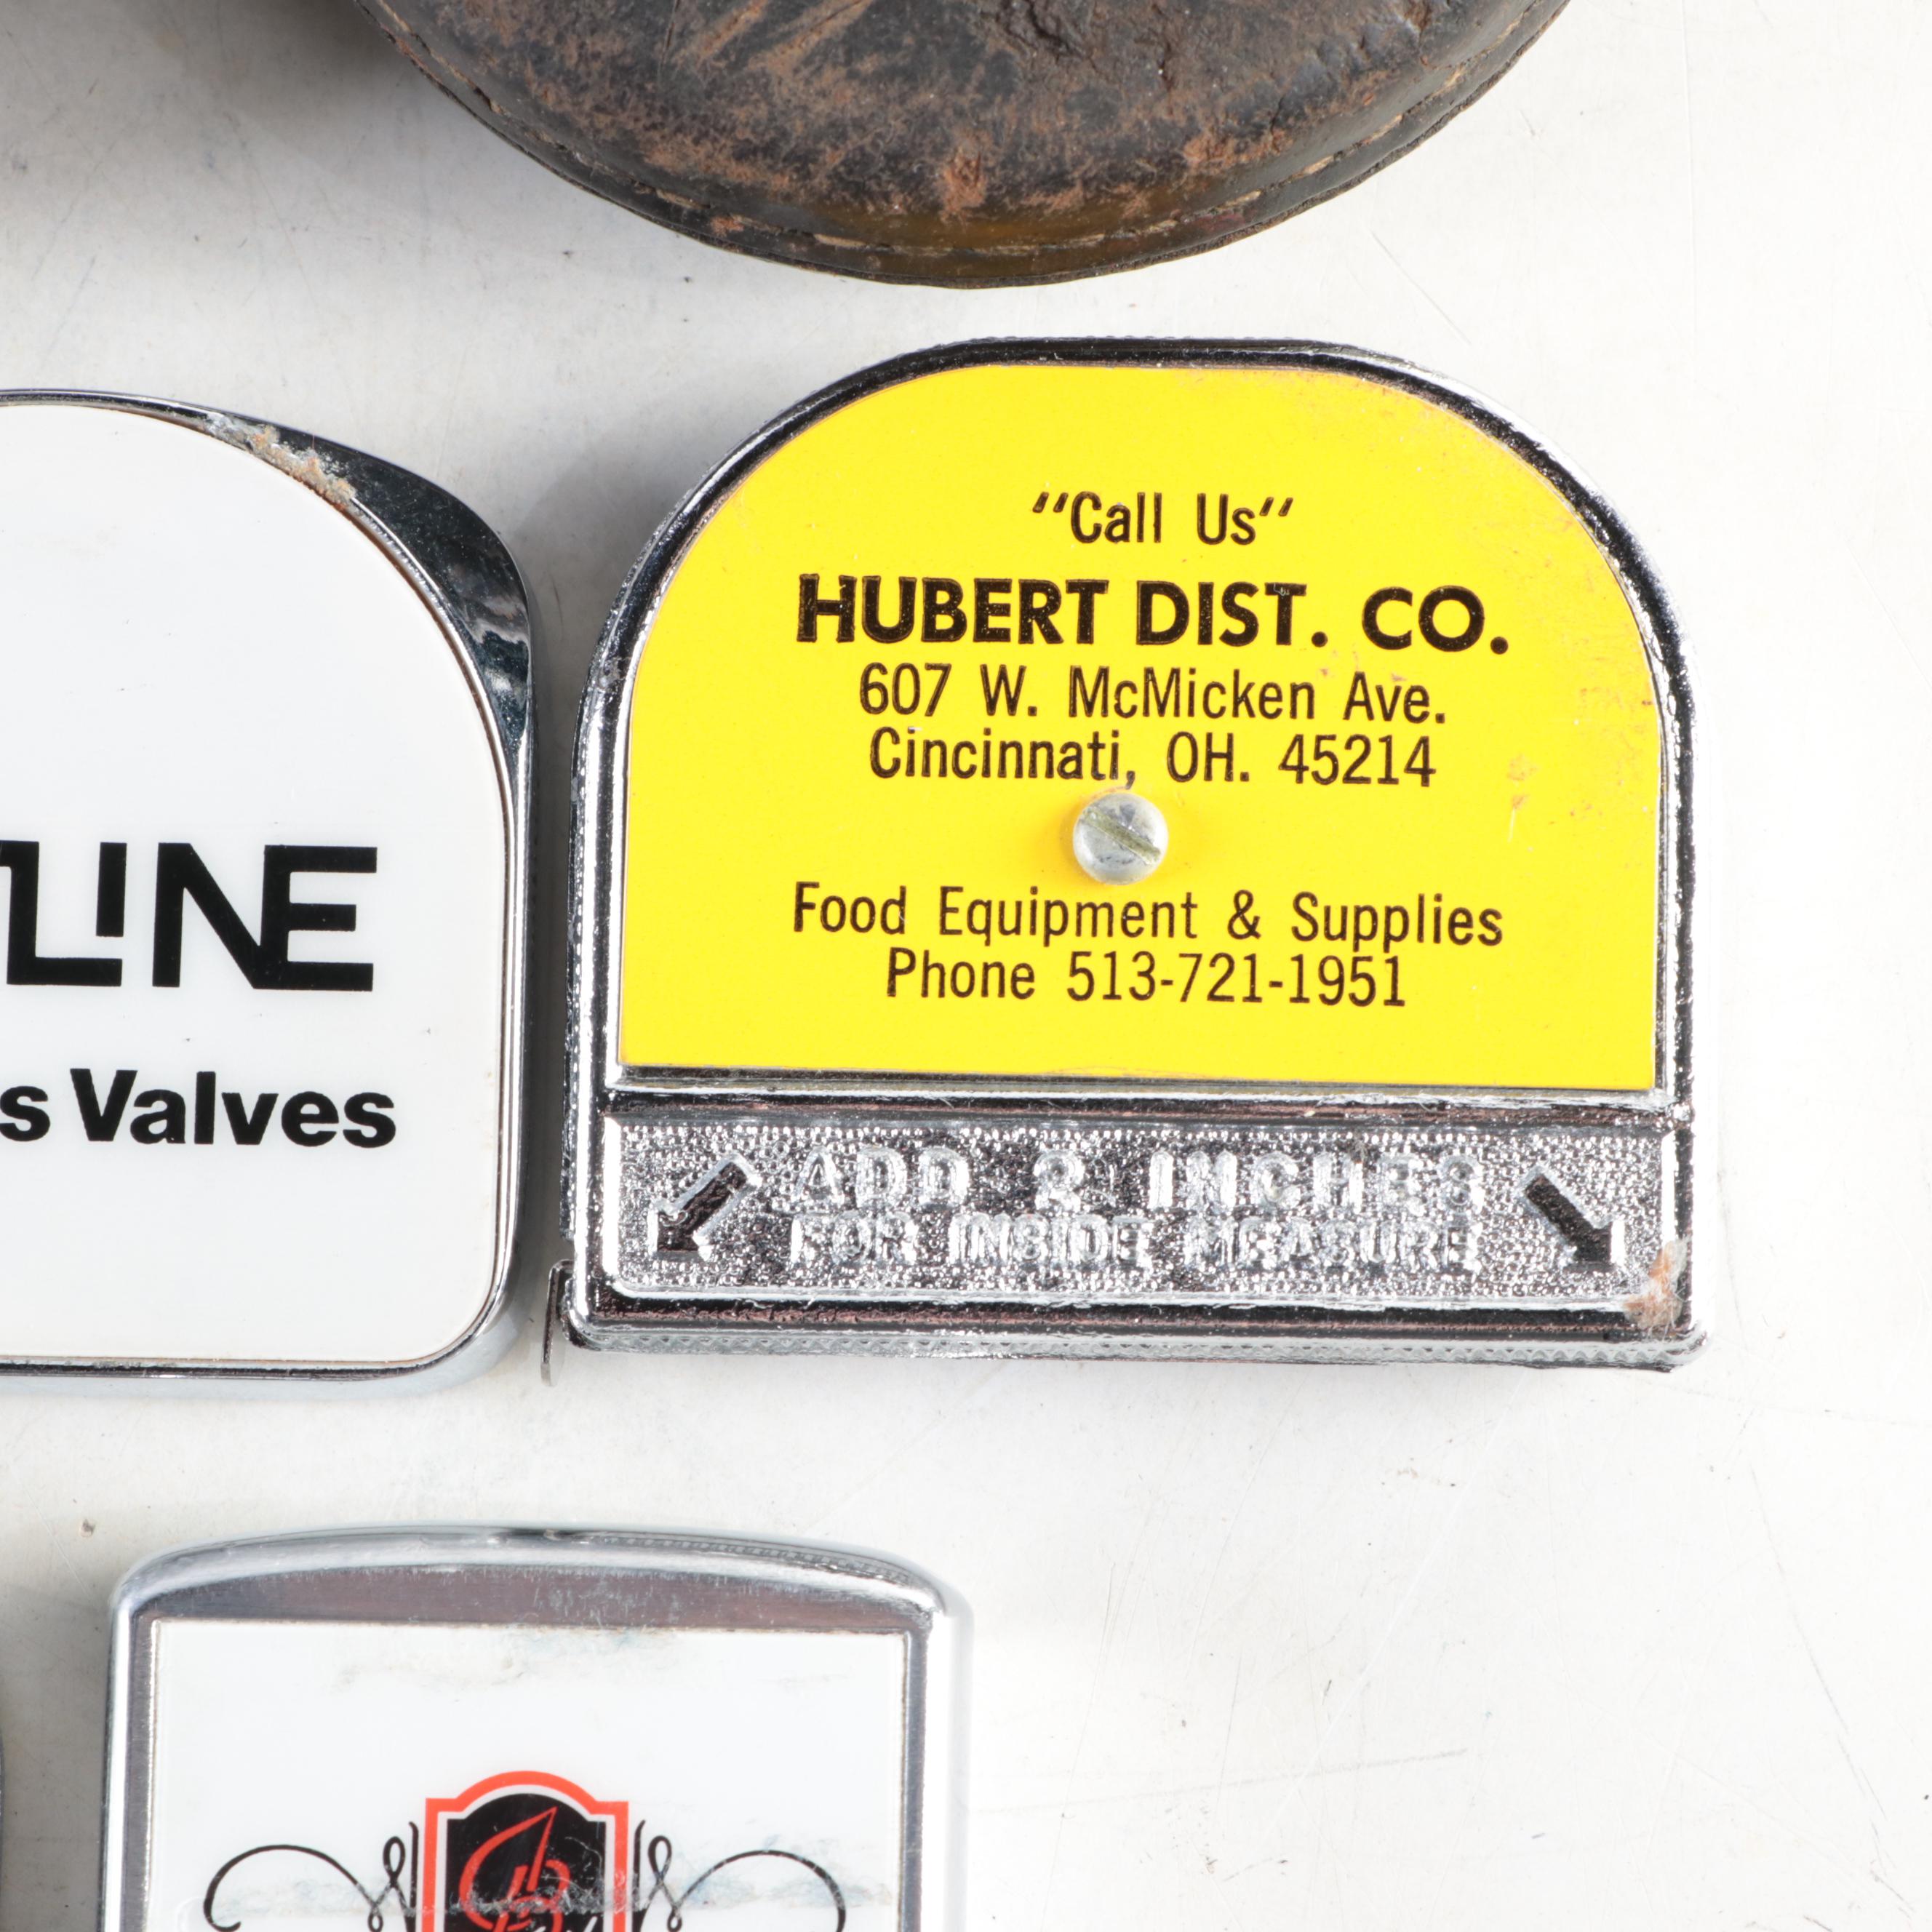 "Call Us"
HUBERT DIST. CO.
607 W. McMicken Ave.
Cincinnati, OH. 45214
Food Equipment & Supplies
Phone 513-721-1951
ADD 2 INCHES
FOR INSIDE MEASURE
LINE
s Valves